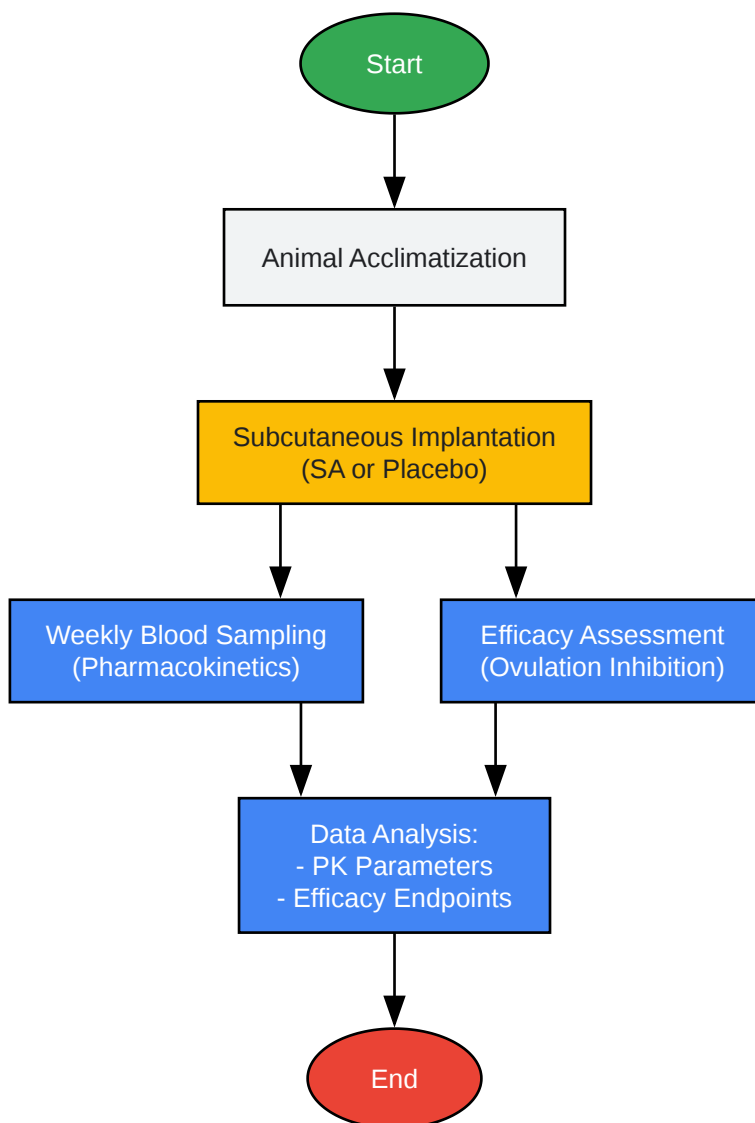 Start
Animal Acclimatization
Subcutaneous Implantation
(SA or Placebo)
Weekly Blood Sampling
(Pharmacokinetics)
Efficacy Assessment
(Ovulation Inhibition)
Data Analysis:
- PK Parameters
- Efficacy Endpoints
End